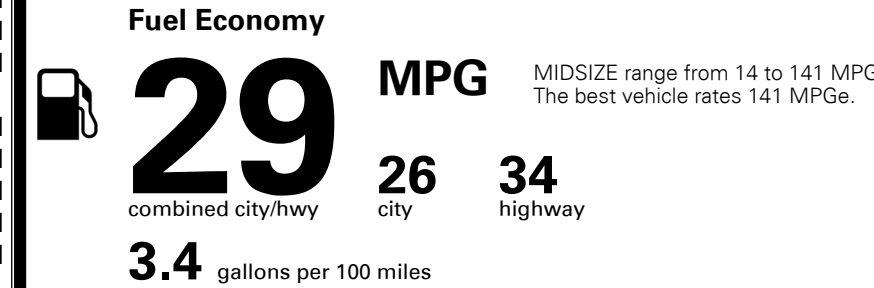 Fuel Economy
29 MPG
MIDSIZE range from 14 to 141 MPG
The best vehicle rates 141 MPGe.
26 34
combined city/hwy city highway
3.4 gallons per 100 miles